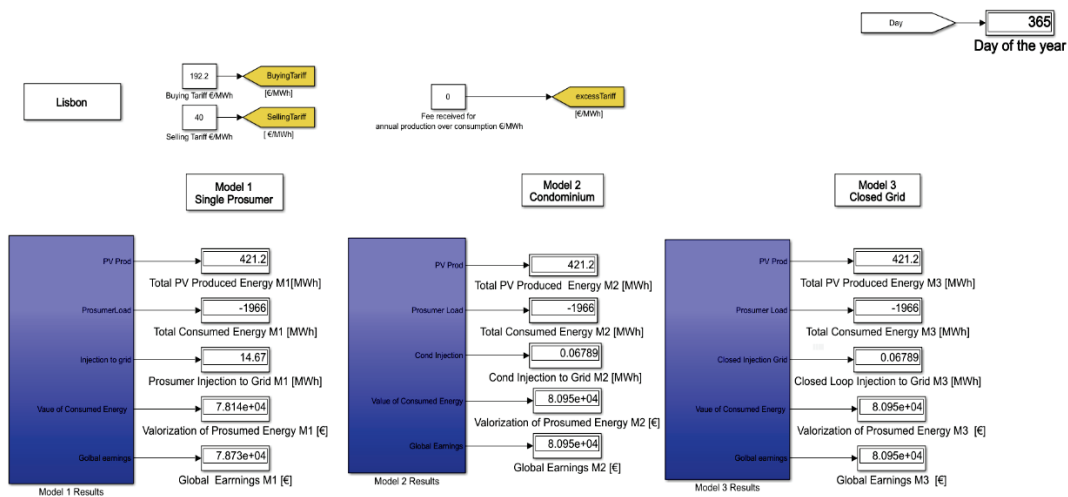 Day
365
Day of the year
Lisbon
192.2
BuyingTariff
Buying Tariff €/MWh
[€/MWh]
40
SellingTariff
Selling Tariff €/MWh
[ €/MWh]
0
excessTariff
Fee received for
annual production over consumption €/MWh
[€/MWh]
Model 1
Single Prosumer
Model 2
Condominium
Model 3
Closed Grid
PV Prod
421.2
Total PV Produced Energy M1[MWh]
ProsumerLoad
-1966
Total Consumed Energy M1 [MWh]
Injection to grid
14.67
Prosumer Injection to Grid M1 [MWh]
Vaue of Consumed Energy
7.814e+04
Valorization of Prosumed Energy M1 [€]
Golbal earnings
7.873e+04
Global Earrnings M1 [€]
Model 1 Results
PV Prod
421.2
Total PV Produced Energy M2 [MWh]
Prosumer Load
-1966
Total Consumed Energy M2 [MWh]
Cond Injection
0.06789
Cond Injection to Grid M2 [MWh]
Value of Consumed Energy
8.095e+04
Valorization of Prosumed Energy M2 [€]
Global Earnings
8.095e+04
Global Earnings M2 [€]
Model 2 Results
PV Prod
421.2
Total PV Produced Energy M3 [MWh]
Prosumer Load
-1966
Total Consumed Energy M3 [MWh]
Closed Injection Grid
0.06789
Closed Loop Injection to Grid M3 [MWh]
Value of Consumed Energy
8.095e+04
Valorization of Prosumed Energy M3 [€]
Golbal earnings
8.095e+04
Global Earnings M3 [€]
Model 3 Results